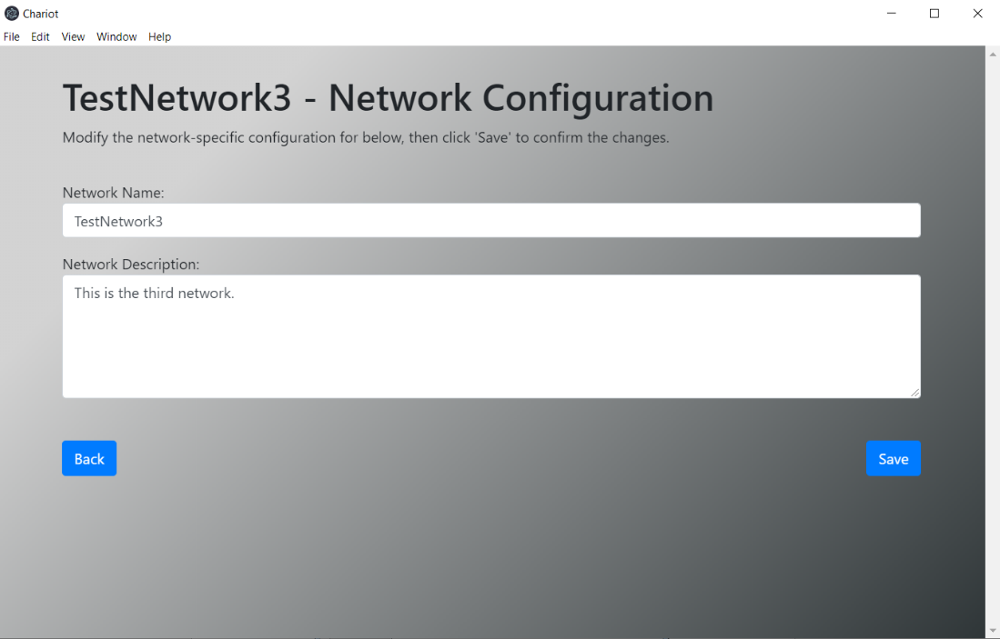 Chariot
File Edit View Window Help
TestNetwork3 - Network Configuration
Modify the network-specific configuration for below, then click 'Save' to confirm the changes.
Network Name:
TestNetwork3
Network Description:
This is the third network.
Back Save